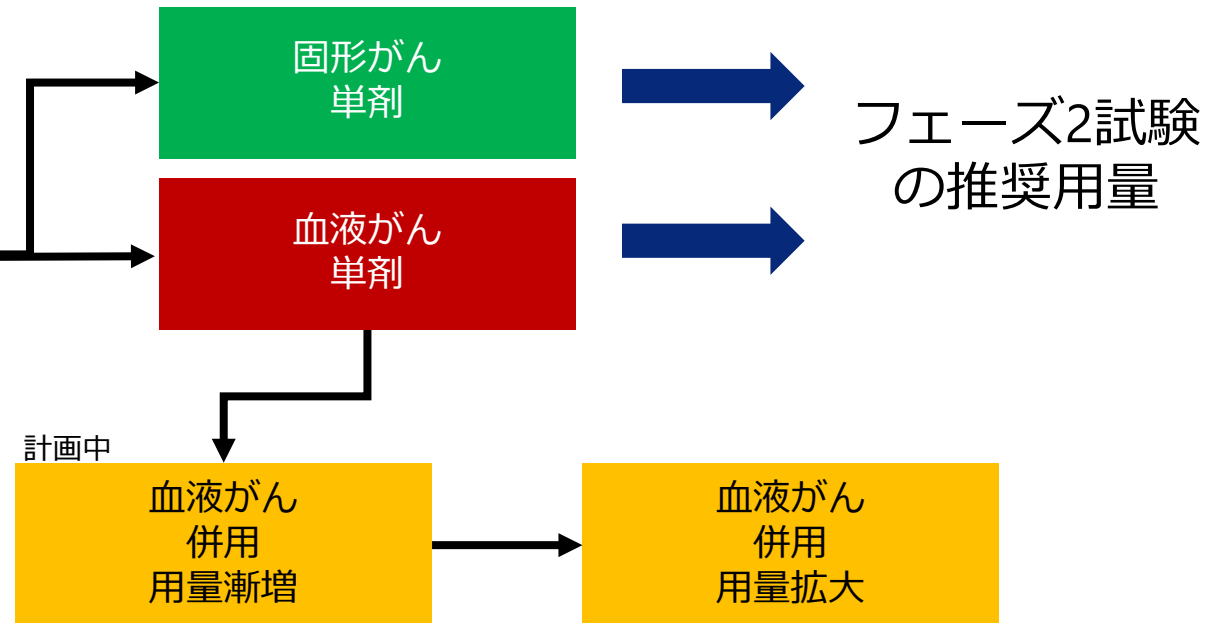 固形がん
単剤
フェーズ2試験
の推奨用量
血液がん
単剤
計画中
血液がん
併用
用量漸増
血液がん
併用
用量拡大